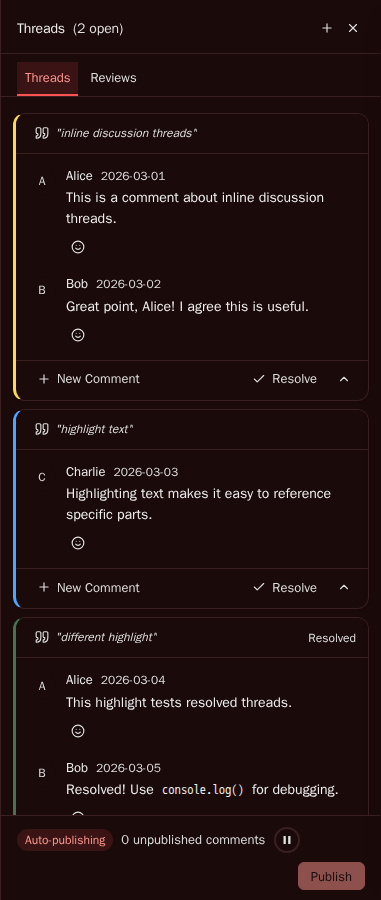 Threads (2 open)
Threads Reviews
"inline discussion threads"
A Alice 2026-03-01
This is a comment about inline discussion
threads.
B Bob 2026-03-02
Great point, Alice! I agree this is useful.
New Comment Resolve
"highlight text"
C Charlie 2026-03-03
Highlighting text makes it easy to reference
specific parts.
New Comment Resolve
"different highlight" Resolved
A Alice 2026-03-04
This highlight tests resolved threads.
B Bob 2026-03-05
Resolved! Use console.log() for debugging.
Auto-publishing 0 unpublished comments
Publish